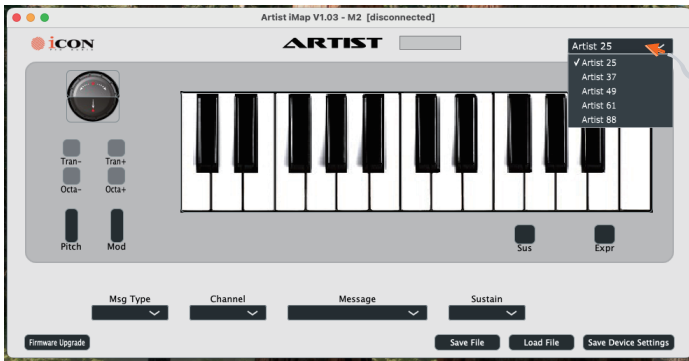 Artist iMap V1.03 - M2 [disconnected]
iCON
PRO AUDIO
ARTIST
Artist 25
✓ Artist 25
Artist 37
Artist 49
Artist 61
Artist 88
Tran- Tran+
Octa- Octa+
Pitch Mod
Sus Expr
Msg Type Channel Message Sustain
Firmware Upgrade Save File Load File Save Device Settings